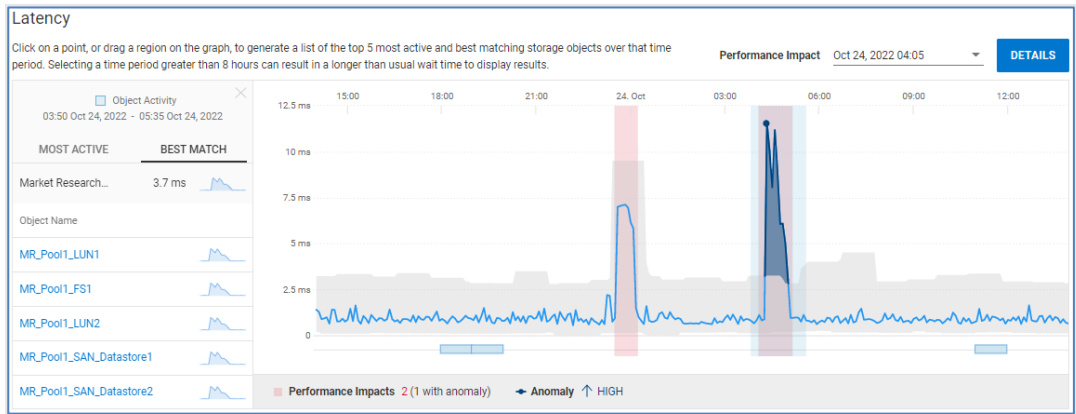 Latency
Click on a point, or drag a region on the graph, to generate a list of the top 5 most active and best matching storage objects over that time
period. Selecting a time period greater than 8 hours can result in a longer than usual wait time to display results.
Performance Impact Oct 24, 2022 04:05
DETAILS
Object Activity
03:50 Oct 24, 2022 - 05:35 Oct 24, 2022
MOST ACTIVE BEST MATCH
Market Research... 3.7 ms
Object Name
MR_Pool1_LUN1
MR_Pool1_FS1
MR_Pool1_LUN2
MR_Pool1_SAN_Datastore1
MR_Pool1_SAN_Datastore2
15:00 18:00 21:00 24. Oct 03:00 06:00 09:00 12:00
12.5 ms
10 ms
7.5 ms
5 ms
2.5 ms
0
Performance Impacts 2 (1 with anomaly) Anomaly ↑ HIGH